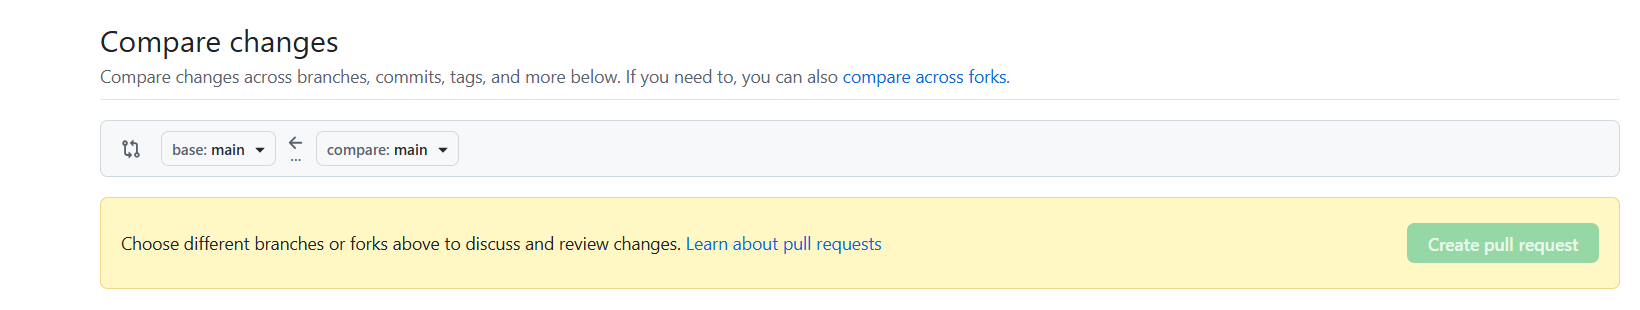 Compare changes
Compare changes across branches, commits, tags, and more below. If you need to, you can also compare across forks.
base: main
...
compare: main
Choose different branches or forks above to discuss and review changes. Learn about pull requests
Create pull request